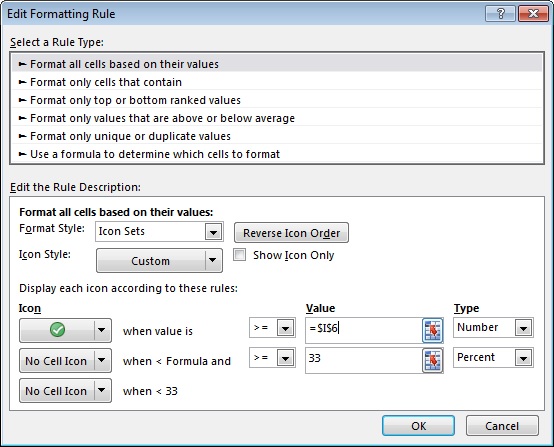 Edit Formatting Rule
Select a Rule Type:
► Format all cells based on their values
► Format only cells that contain
► Format only top or bottom ranked values
► Format only values that are above or below average
► Format only unique or duplicate values
► Use a formula to determine which cells to format
Edit the Rule Description:
Format all cells based on their values:
Format Style: Icon Sets Reverse Icon Order
Icon Style: Custom Show Icon Only
Display each icon according to these rules:
Icon Value Type
when value is >= =$I$6 Number
No Cell Icon when < Formula and >= 33 Percent
No Cell Icon when < 33
OK Cancel